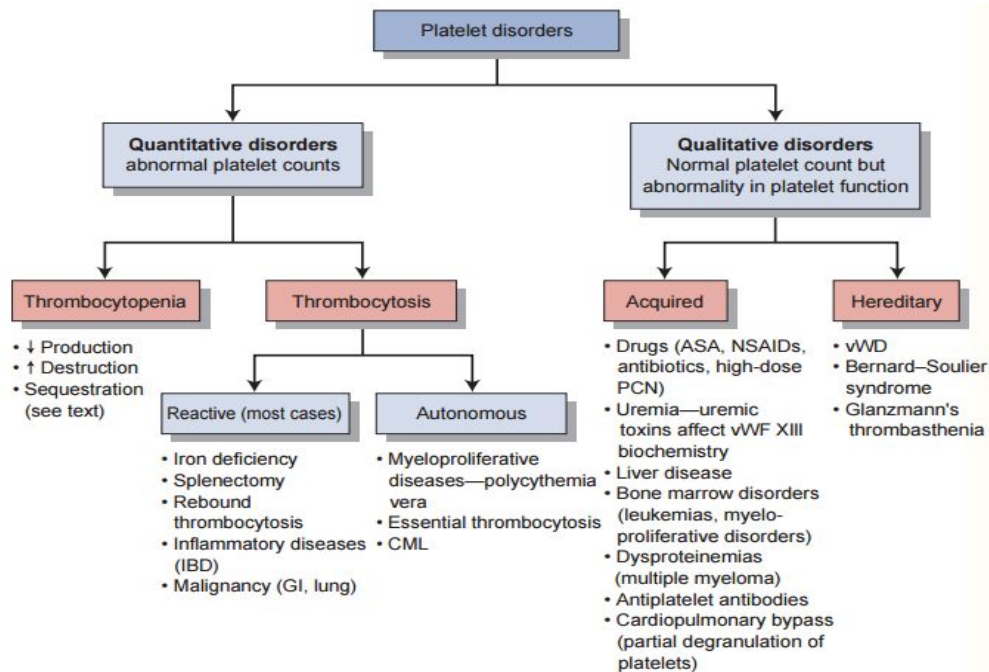 Platelet disorders
Quantitative disorders
abnormal platelet counts
Qualitative disorders
Normal platelet count but
abnormality in platelet function
Thrombocytopenia
• ↓ Production
• ↑ Destruction
• Sequestration
(see text)
Thrombocytosis
Reactive (most cases)
• Iron deficiency
• Splenectomy
• Rebound
thrombocytosis
• Inflammatory diseases
(IBD)
• Malignancy (GI, lung)
Autonomous
• Myeloproliferative
diseases—polycythemia
vera
• Essential thrombocytosis
• CML
Acquired
• Drugs (ASA, NSAIDs,
antibiotics, high-dose
PCN)
• Uremia—uremic
toxins affect vWF XIII
biochemistry
• Liver disease
• Bone marrow disorders
(leukemias, myelo-
proliferative disorders)
• Dysproteinemias
(multiple myeloma)
• Antiplatelet antibodies
• Cardiopulmonary bypass
(partial degranulation of
platelets)
Hereditary
• vWD
• Bernard–Soulier
syndrome
• Glanzmann's
thrombasthenia